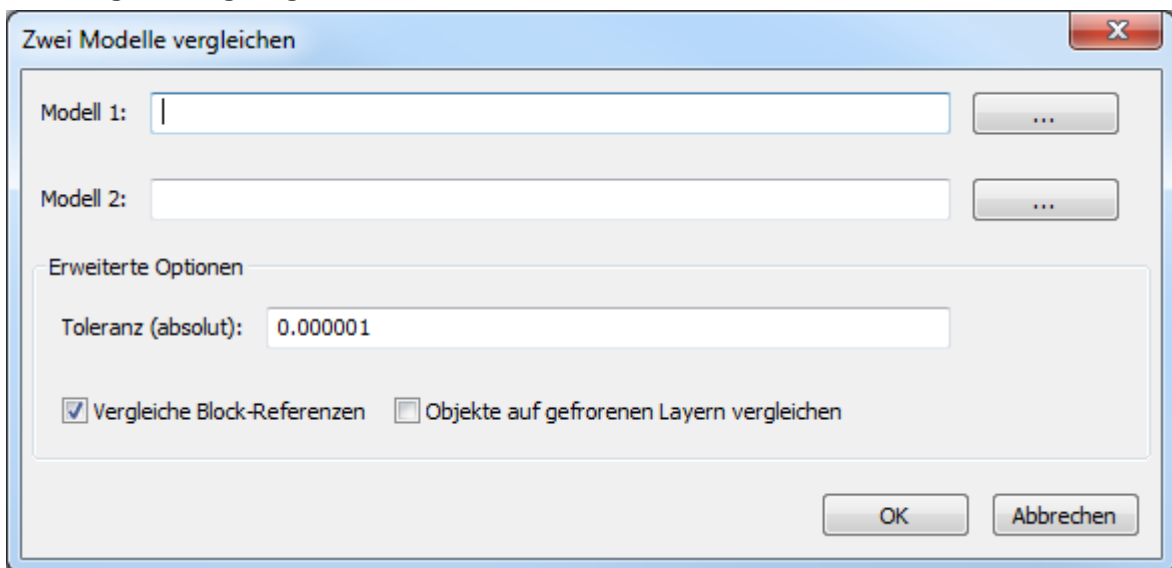 Zwei Modelle vergleichen
Modell 1:
...
Modell 2:
...
Erweiterte Optionen
Toleranz (absolut): 0.000001
Vergleiche Block-Referenzen Objekte auf gefrorenen Layern vergleichen
OK Abbrechen